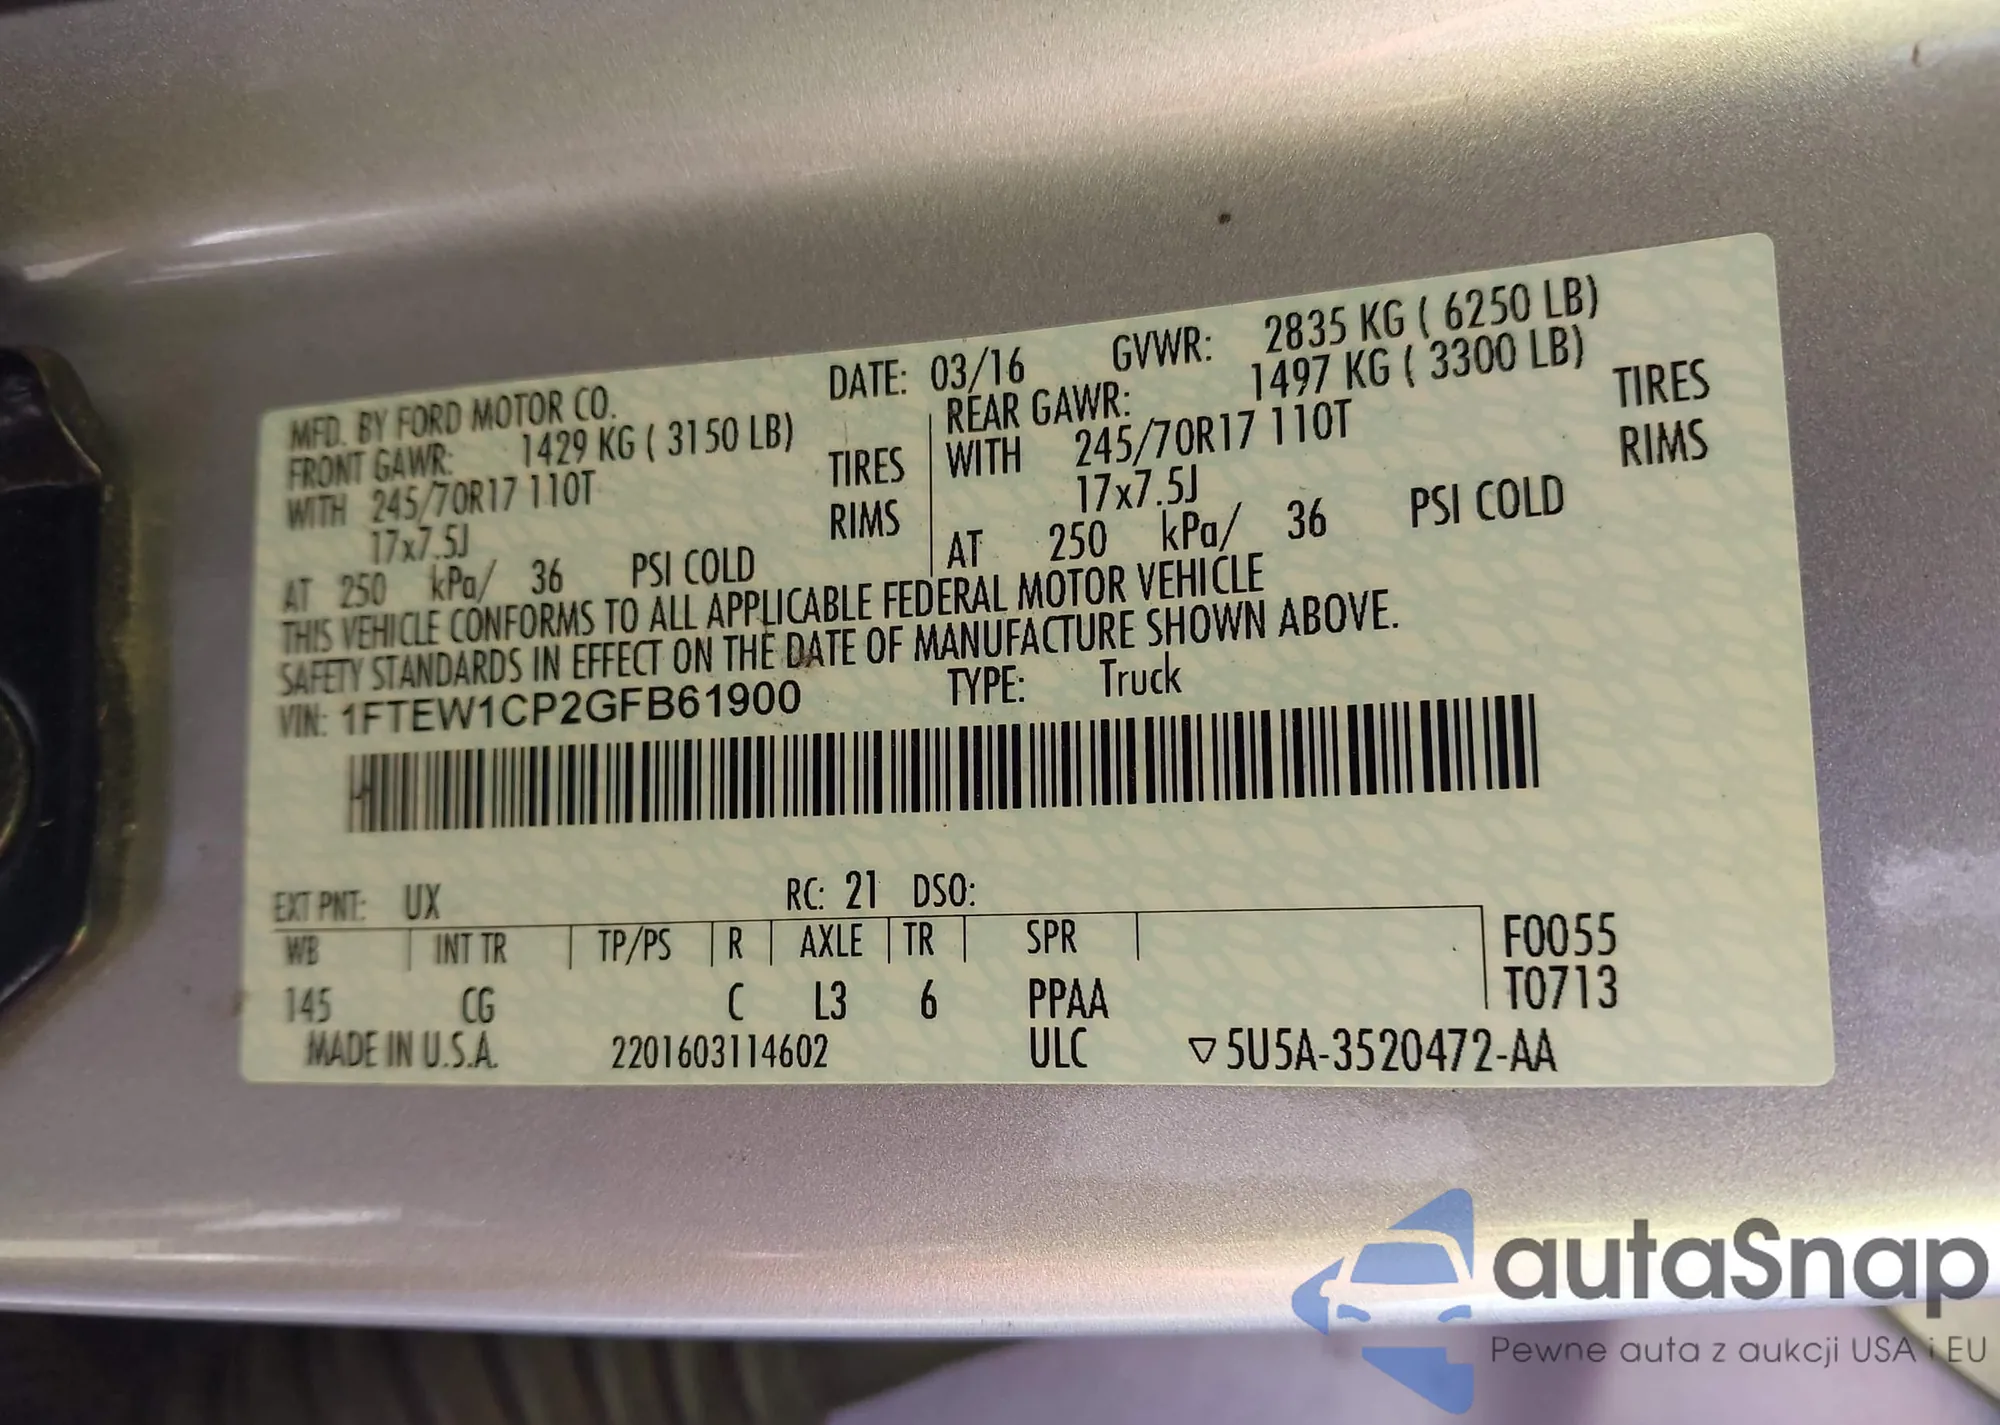 MFD. BY FORD MOTOR CO. DATE: 03/16 GVWR: 2835 KG ( 6250 LB)
FRONT GAWR: 1429 KG ( 3150 LB) REAR GAWR: 1497 KG ( 3300 LB)
WITH 245/70R17 110T TIRES WITH 245/70R17 110T TIRES
17x7.5J RIMS 17x7.5J RIMS
AT 250 kPa/ 36 PSI COLD AT 250 kPa/ 36 PSI COLD
THIS VEHICLE CONFORMS TO ALL APPLICABLE FEDERAL MOTOR VEHICLE
SAFETY STANDARDS IN EFFECT ON THE DATE OF MANUFACTURE SHOWN ABOVE.
VIN: 1FTEW1CP2GFB61900 TYPE: Truck
EXT PNT: UX RC: 21 DSO:
WB INT TR TP/PS R AXLE TR SPR F0055
145 CG C L3 6 PPAA T0713
MADE IN U.S.A. 2201603114602 ULC ▽5U5A-3520472-AA
autaSnap
Pewne auta z aukcji USA i EU